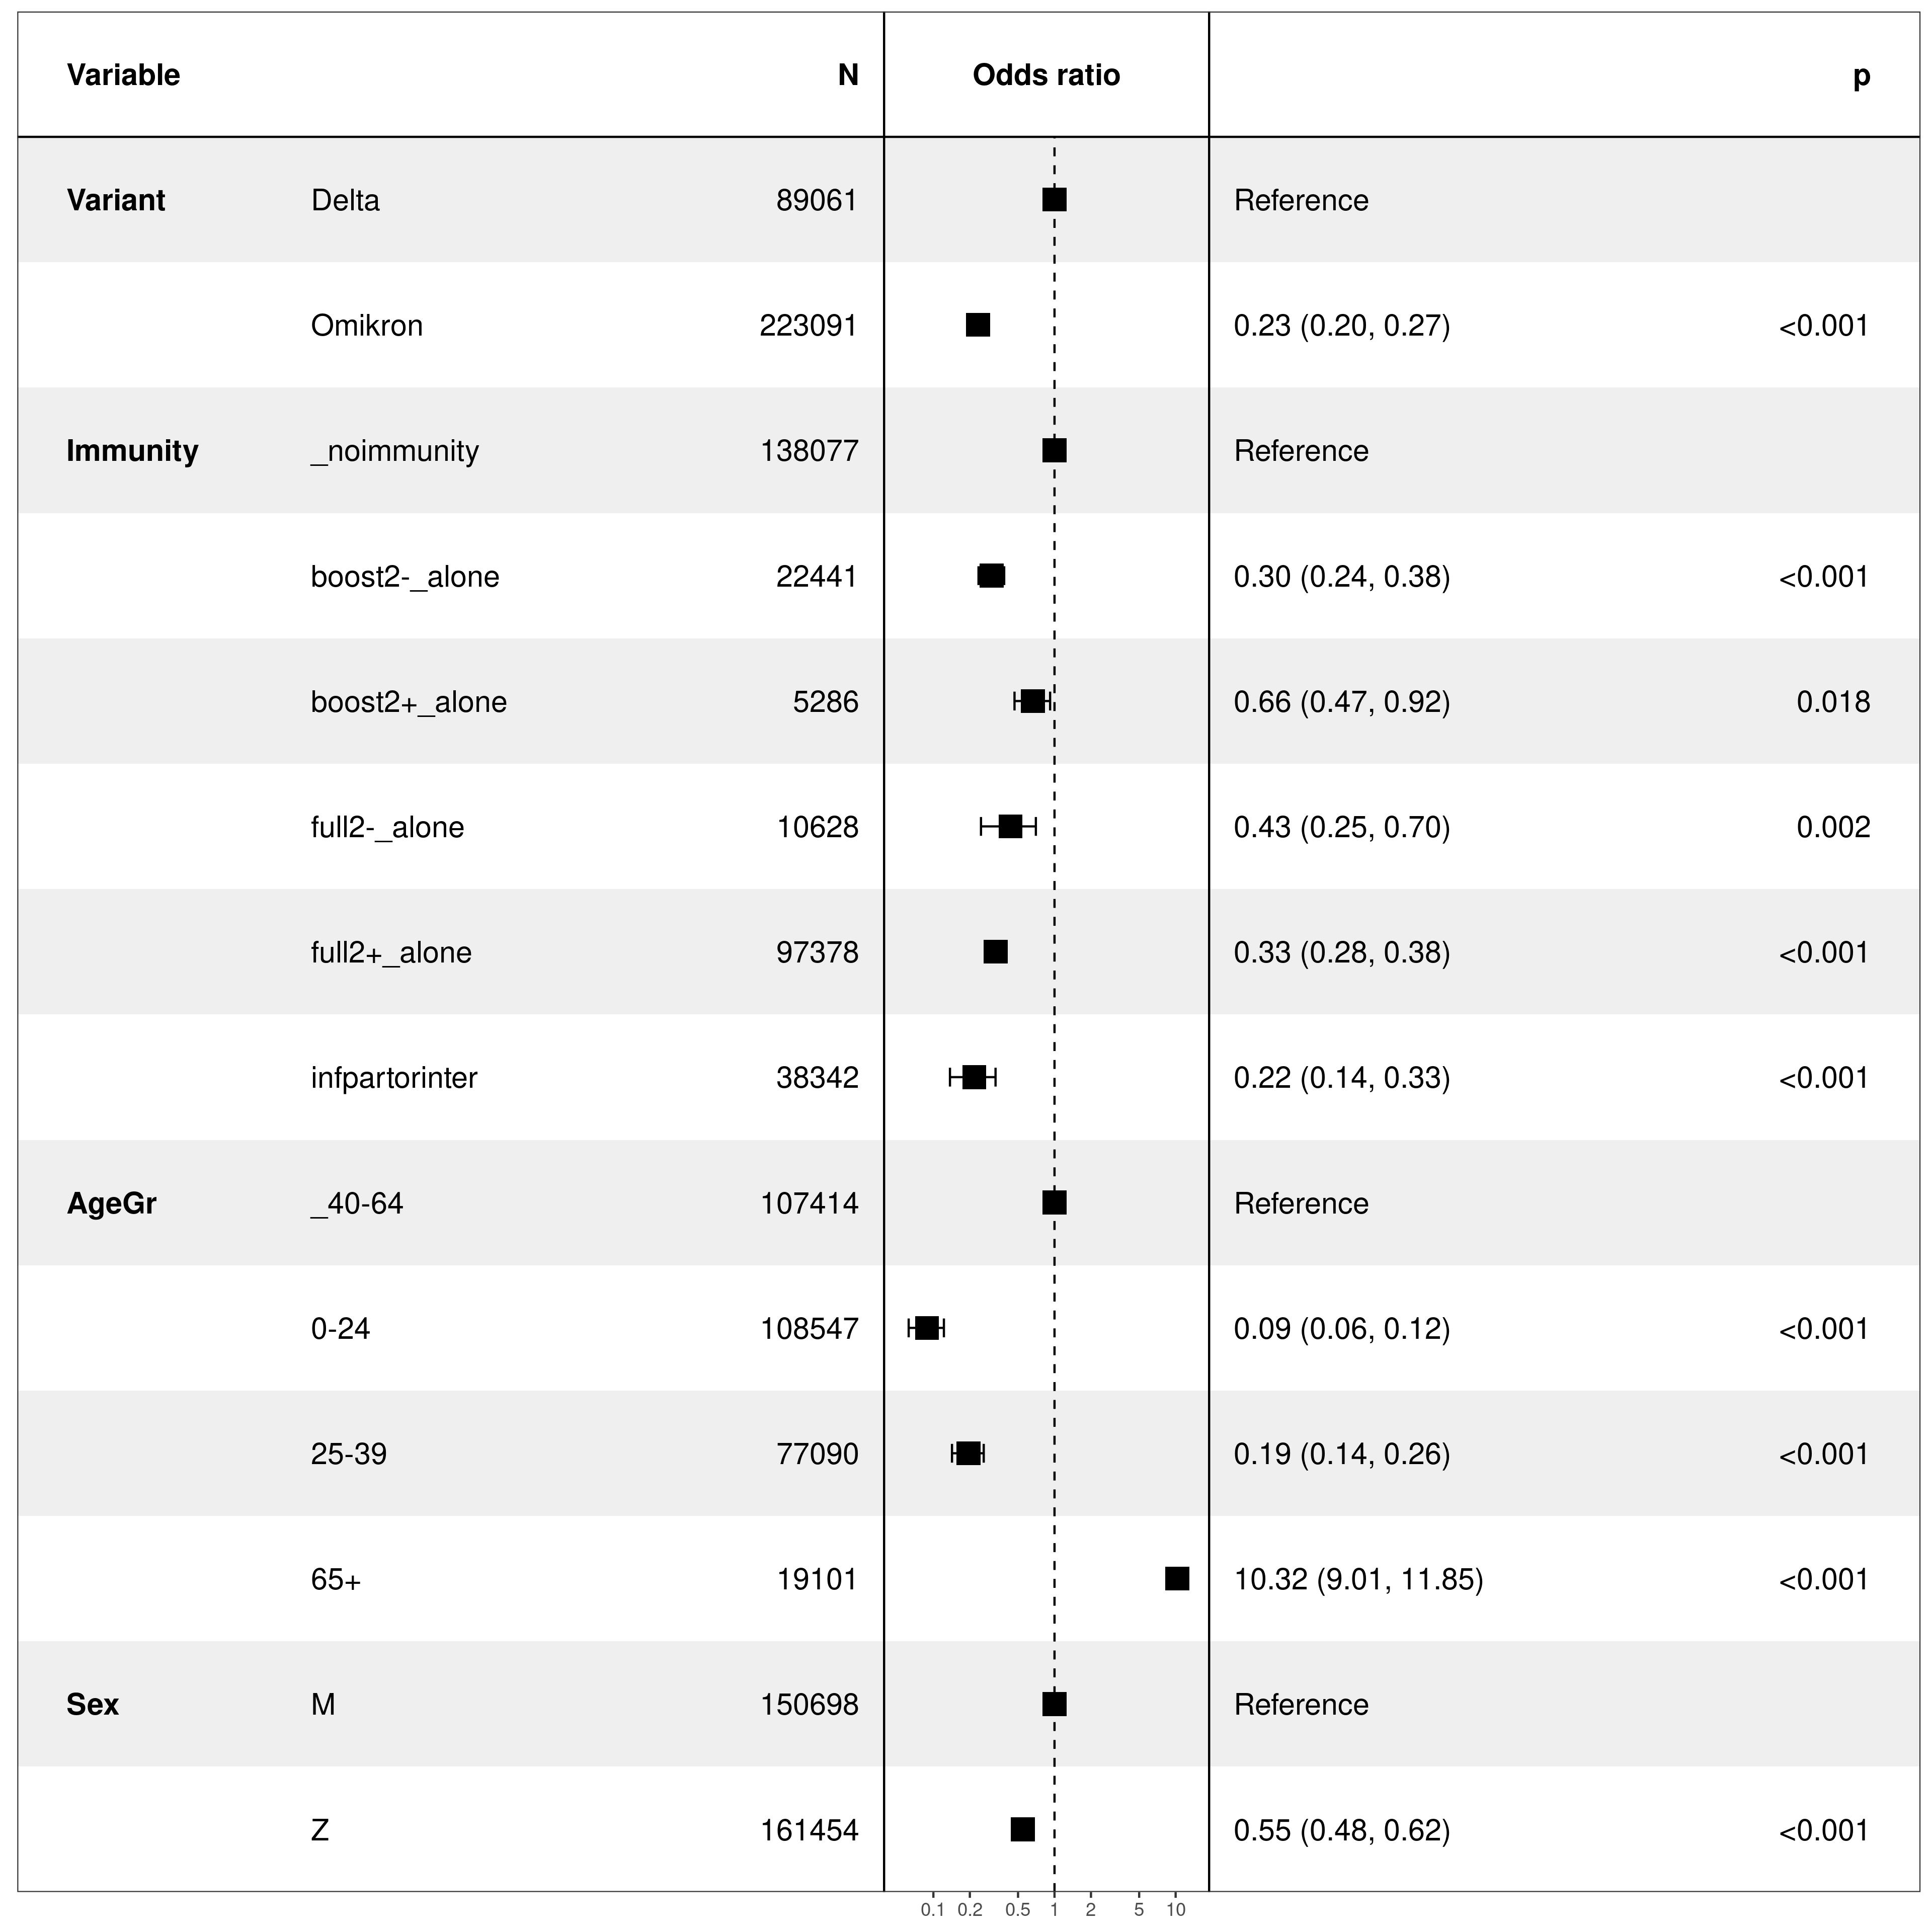 Variable N Odds ratio p
Variant Delta 89061 Reference
Omikron 223091 0.23 (0.20, 0.27) <0.001
Immunity _noimmunity 138077 Reference
boost2-_alone 22441 0.30 (0.24, 0.38) <0.001
boost2+_alone 5286 0.66 (0.47, 0.92) 0.018
full2-_alone 10628 0.43 (0.25, 0.70) 0.002
full2+_alone 97378 0.33 (0.28, 0.38) <0.001
infpartorinter 38342 0.22 (0.14, 0.33) <0.001
AgeGr _40-64 107414 Reference
0-24 108547 0.09 (0.06, 0.12) <0.001
25-39 77090 0.19 (0.14, 0.26) <0.001
65+ 19101 10.32 (9.01, 11.85) <0.001
Sex M 150698 Reference
Z 161454 0.55 (0.48, 0.62) <0.001
0.1 0.2 0.5 1 2 5 10